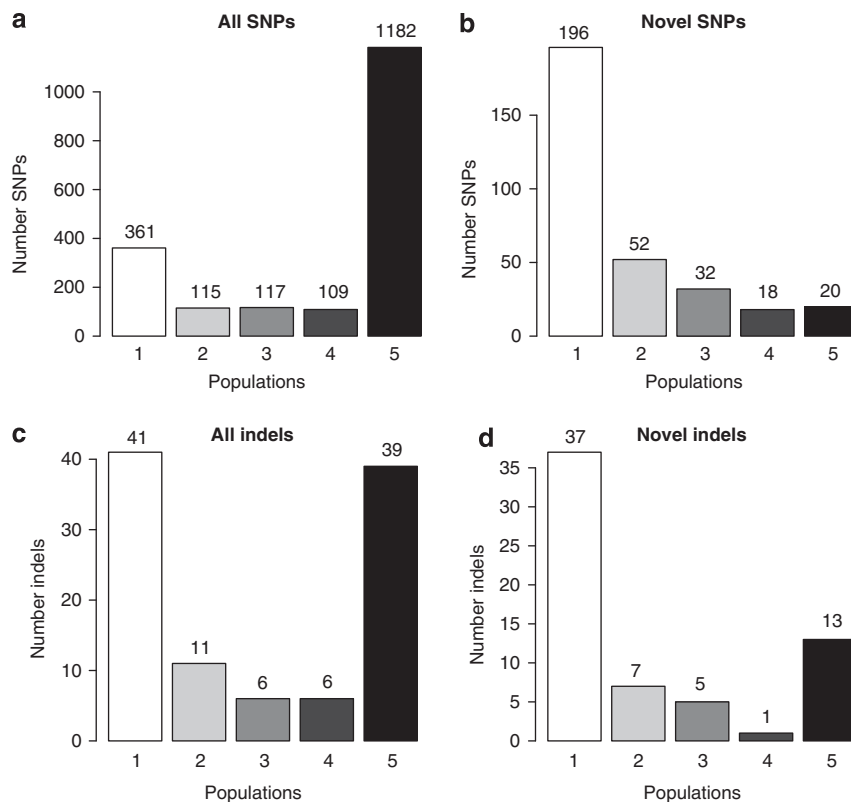 a
All SNPs
1182
1000
800
600
400
200
0
Number SNPs
361
115
117
109
1 2 3 4 5
Populations
b
Novel SNPs
196
150
100
50
0
Number SNPs
52
32
18
20
1 2 3 4 5
Populations
c
All indels
41
39
40
30
20
10
0
Number indels
11
6
6
1 2 3 4 5
Populations
d
Novel indels
37
35
30
25
20
15
10
5
0
Number indels
7
5
1
13
1 2 3 4 5
Populations